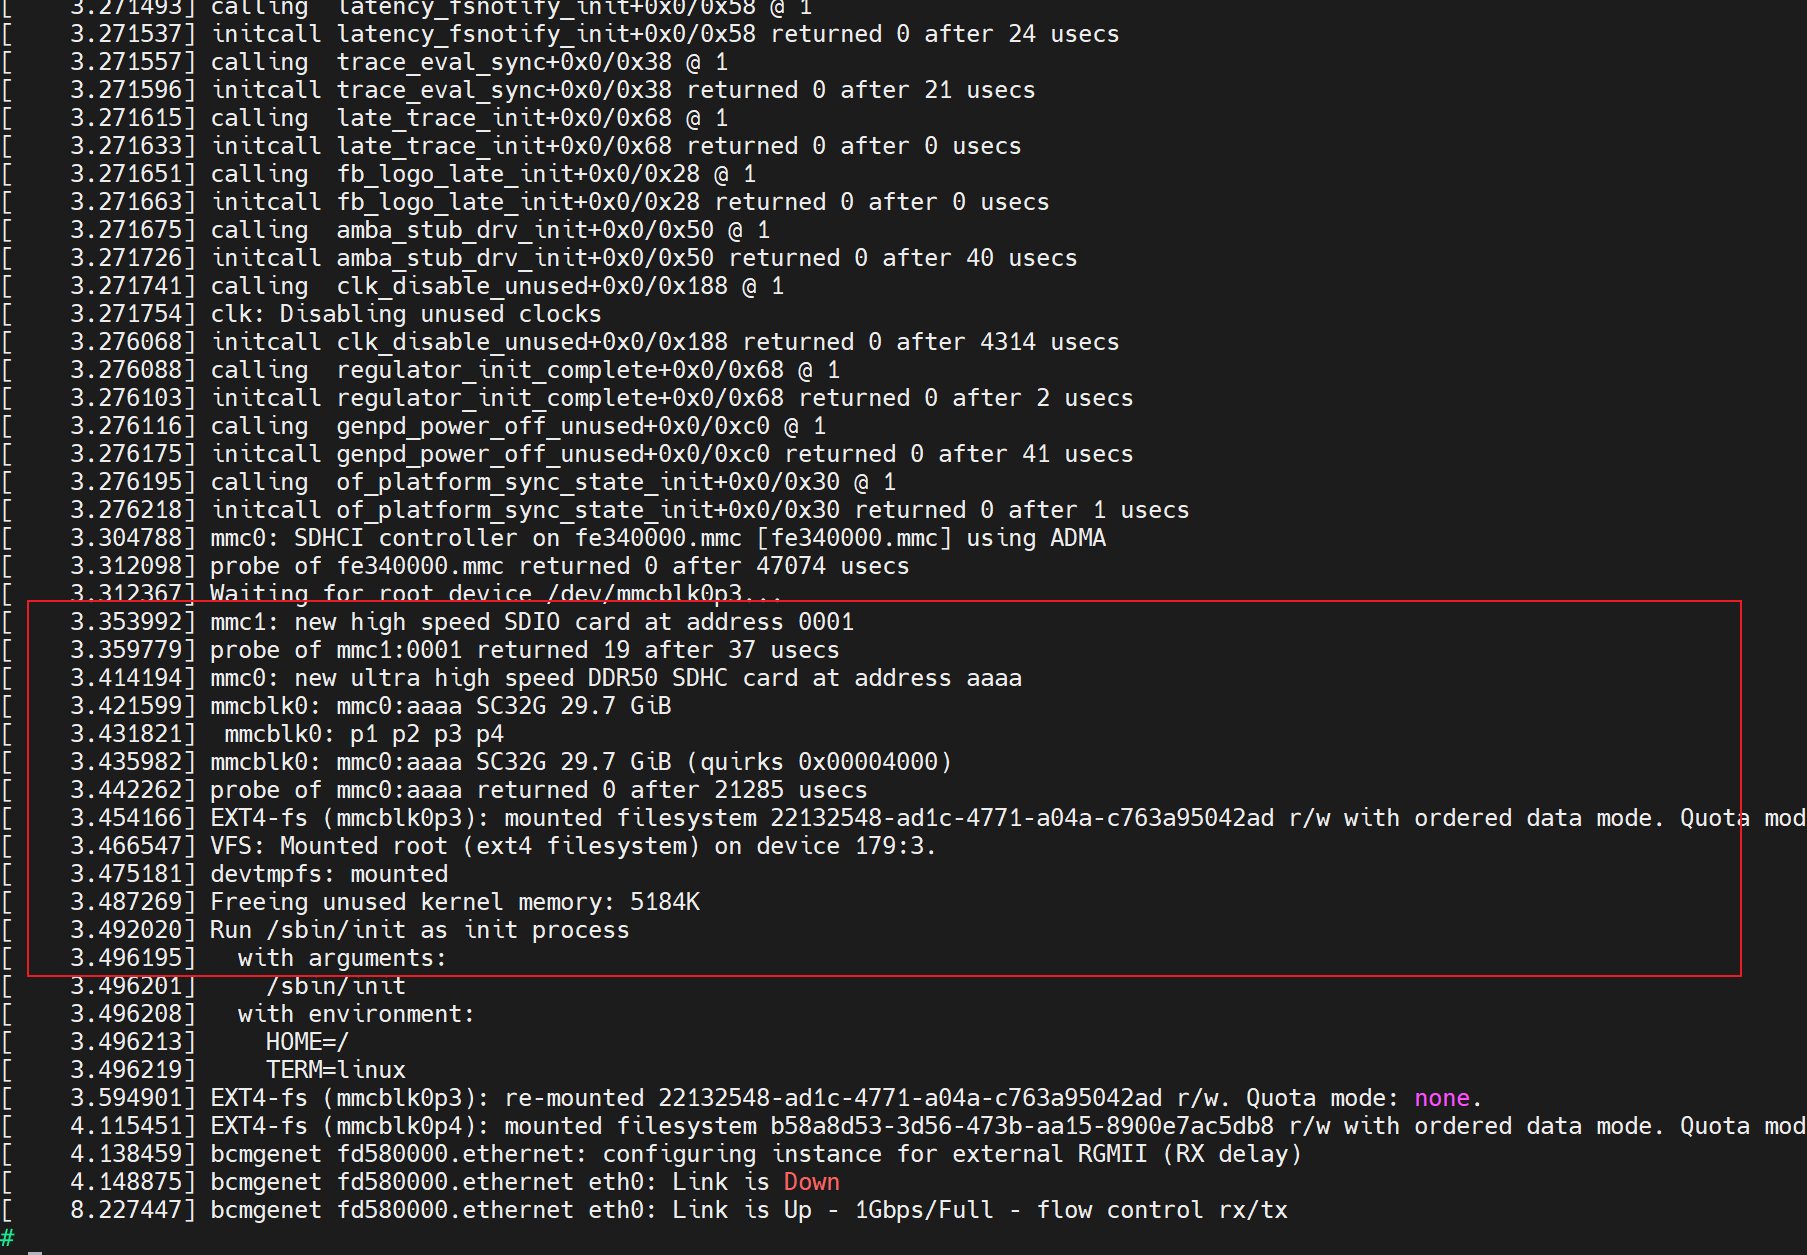 [    3.271493] calling  latency_fsnotify_init+0x0/0x58 @ 1
[    3.271537] initcall latency_fsnotify_init+0x0/0x58 returned 0 after 24 usecs
[    3.271557] calling  trace_eval_sync+0x0/0x38 @ 1
[    3.271596] initcall trace_eval_sync+0x0/0x38 returned 0 after 21 usecs
[    3.271615] calling  late_trace_init+0x0/0x68 @ 1
[    3.271633] initcall late_trace_init+0x0/0x68 returned 0 after 0 usecs
[    3.271651] calling  fb_logo_late_init+0x0/0x28 @ 1
[    3.271663] initcall fb_logo_late_init+0x0/0x28 returned 0 after 0 usecs
[    3.271675] calling  amba_stub_drv_init+0x0/0x50 @ 1
[    3.271726] initcall amba_stub_drv_init+0x0/0x50 returned 0 after 40 usecs
[    3.271741] calling  clk_disable_unused+0x0/0x188 @ 1
[    3.271754] clk: Disabling unused clocks
[    3.276068] initcall clk_disable_unused+0x0/0x188 returned 0 after 4314 usecs
[    3.276088] calling  regulator_init_complete+0x0/0x68 @ 1
[    3.276103] initcall regulator_init_complete+0x0/0x68 returned 0 after 2 usecs
[    3.276116] calling  genpd_power_off_unused+0x0/0xc0 @ 1
[    3.276175] initcall genpd_power_off_unused+0x0/0xc0 returned 0 after 41 usecs
[    3.276195] calling  of_platform_sync_state_init+0x0/0x30 @ 1
[    3.276218] initcall of_platform_sync_state_init+0x0/0x30 returned 0 after 1 usecs
[    3.304788] mmc0: SDHCI controller on fe340000.mmc [fe340000.mmc] using ADMA
[    3.312098] probe of fe340000.mmc returned 0 after 47074 usecs
[    3.312367] Waiting for root device /dev/mmcblk0p3...
[    3.353992] mmc1: new high speed SDIO card at address 0001
[    3.359779] probe of mmc1:0001 returned 19 after 37 usecs
[    3.414194] mmc0: new ultra high speed DDR50 SDHC card at address aaaa
[    3.421599] mmcblk0: mmc0:aaaa SC32G 29.7 GiB
[    3.431821]  mmcblk0: p1 p2 p3 p4
[    3.435982] mmcblk0: mmc0:aaaa SC32G 29.7 GiB (quirks 0x00004000)
[    3.442262] probe of mmc0:aaaa returned 0 after 21285 usecs
[    3.454166] EXT4-fs (mmcblk0p3): mounted filesystem 22132548-ad1c-4771-a04a-c763a95042ad r/w with ordered data mode. Quota mod
[    3.466547] VFS: Mounted root (ext4 filesystem) on device 179:3.
[    3.475181] devtmpfs: mounted
[    3.487269] Freeing unused kernel memory: 5184K
[    3.492020] Run /sbin/init as init process
[    3.496195]   with arguments:
[    3.496201]     /sbin/init
[    3.496208]   with environment:
[    3.496213]     HOME=/
[    3.496219]     TERM=linux
[    3.594901] EXT4-fs (mmcblk0p3): re-mounted 22132548-ad1c-4771-a04a-c763a95042ad r/w. Quota mode: none.
[    4.115451] EXT4-fs (mmcblk0p4): mounted filesystem b58a8d53-3d56-473b-aa15-8900e7ac5db8 r/w with ordered data mode. Quota mod
[    4.138459] bcmgenet fd580000.ethernet: configuring instance for external RGMII (RX delay)
[    4.148875] bcmgenet fd580000.ethernet eth0: Link is Down
[    8.227447] bcmgenet fd580000.ethernet eth0: Link is Up - 1Gbps/Full - flow control rx/tx
#